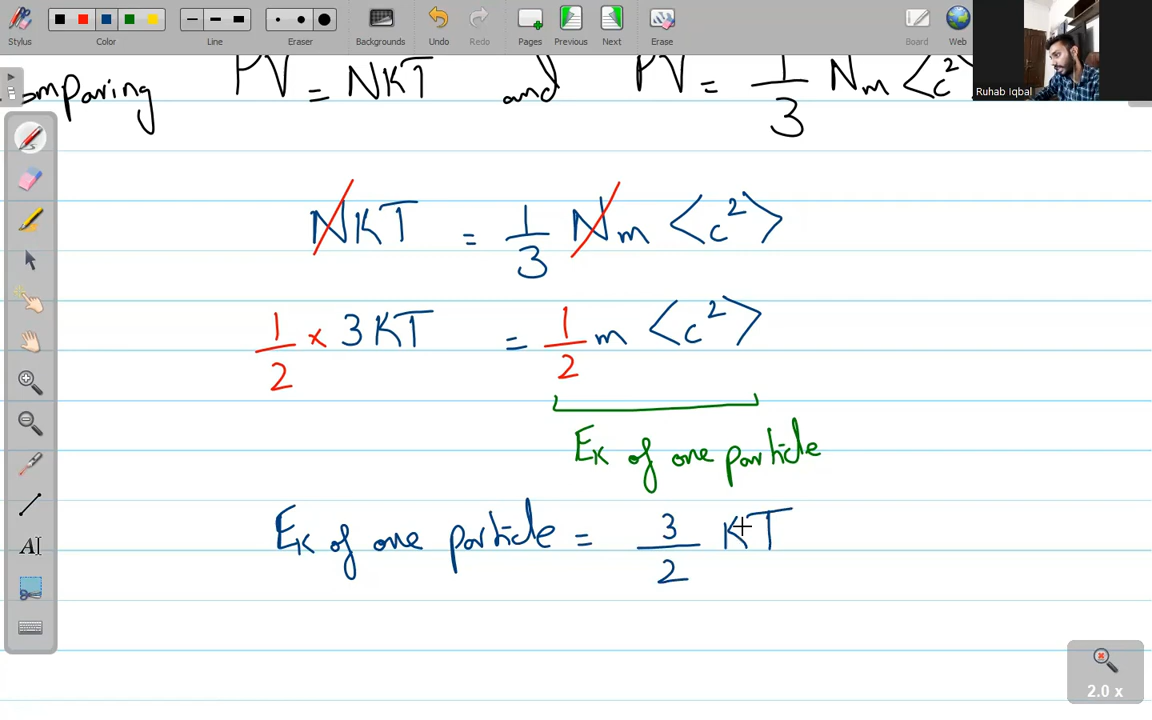 Stylus Color Line Eraser Backgrounds Undo Redo Pages Previous Next Erase Board Web
Ruhab Iqbal
omparing PV = NKT and PV = 1/3 Nm <c²>
NKT = 1/3 Nm <c²>
1/2 × 3KT = 1/2 m <c²>
Eк of one particle
Eк of one particle = 3/2 KT
A
2.0 x